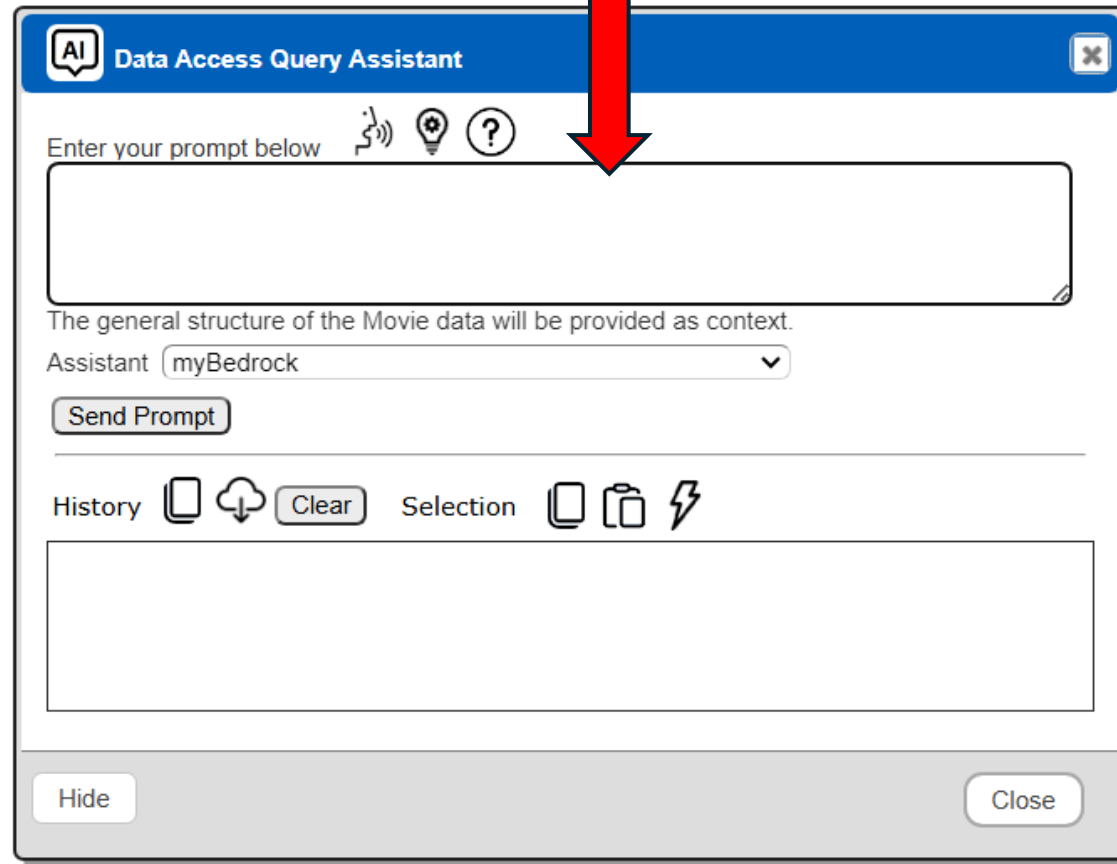 AI Data Access Query Assistant
Enter your prompt below
The general structure of the Movie data will be provided as context.
Assistant myBedrock
Send Prompt
History Clear Selection
Hide Close